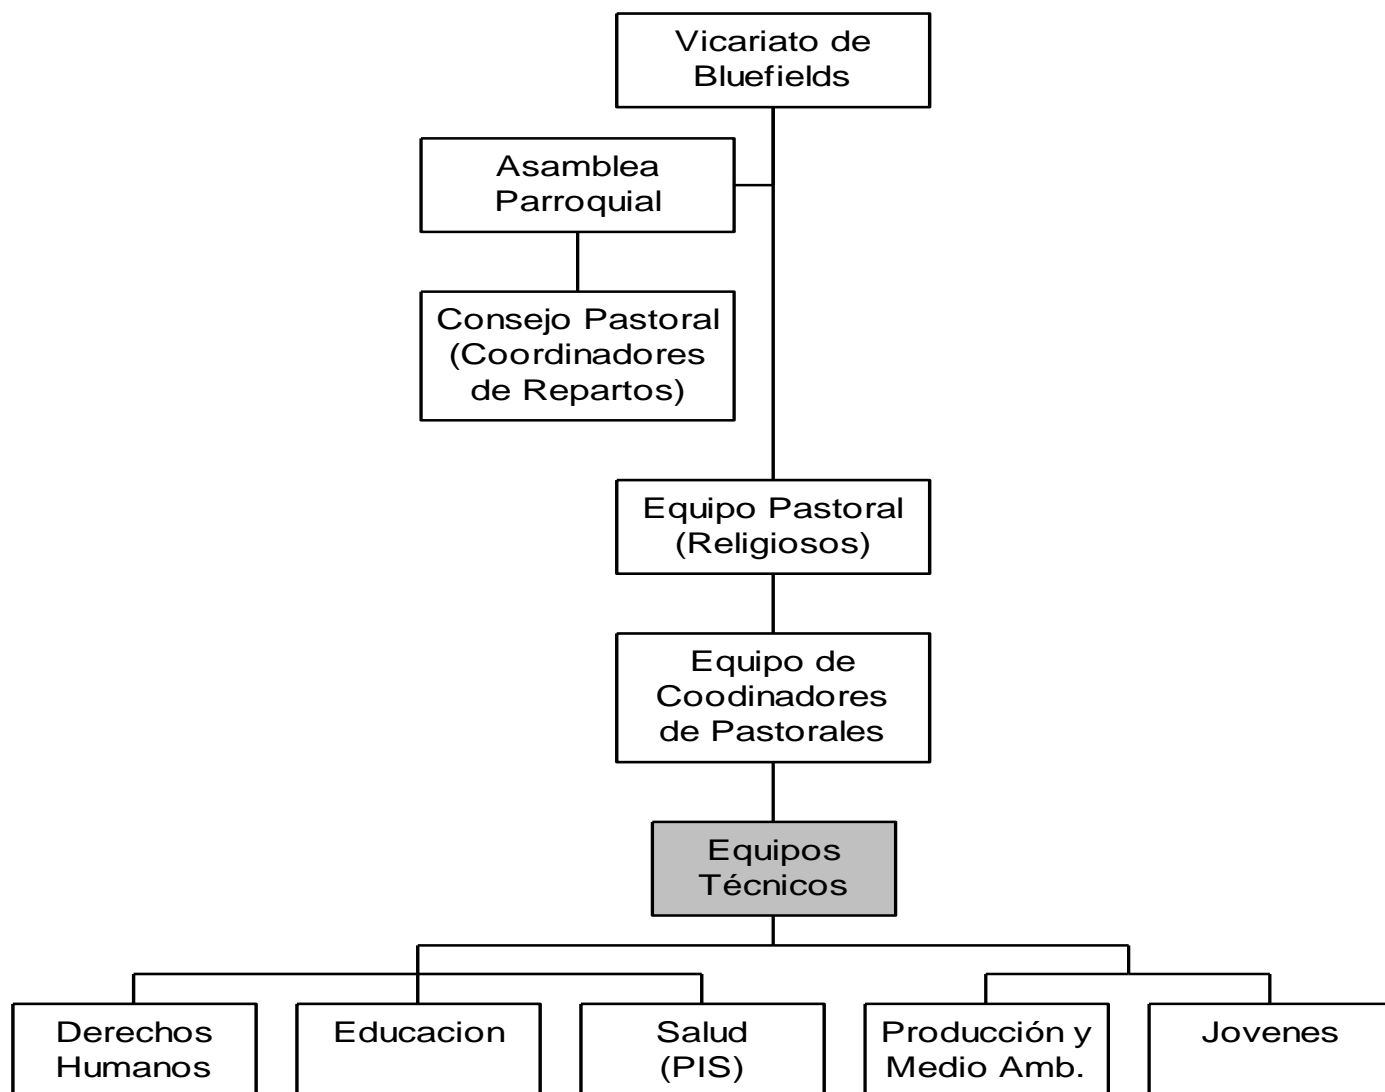 Vicariato de
Bluefields
Asamblea
Parroquial
Consejo Pastoral
(Coordinadores
de Repartos)
Equipo Pastoral
(Religiosos)
Equipo de
Coodinadores
de Pastorales
Equipos
Técnicos
Derechos
Humanos
Educacion
Salud
(PIS)
Producción y
Medio Amb.
Jovenes